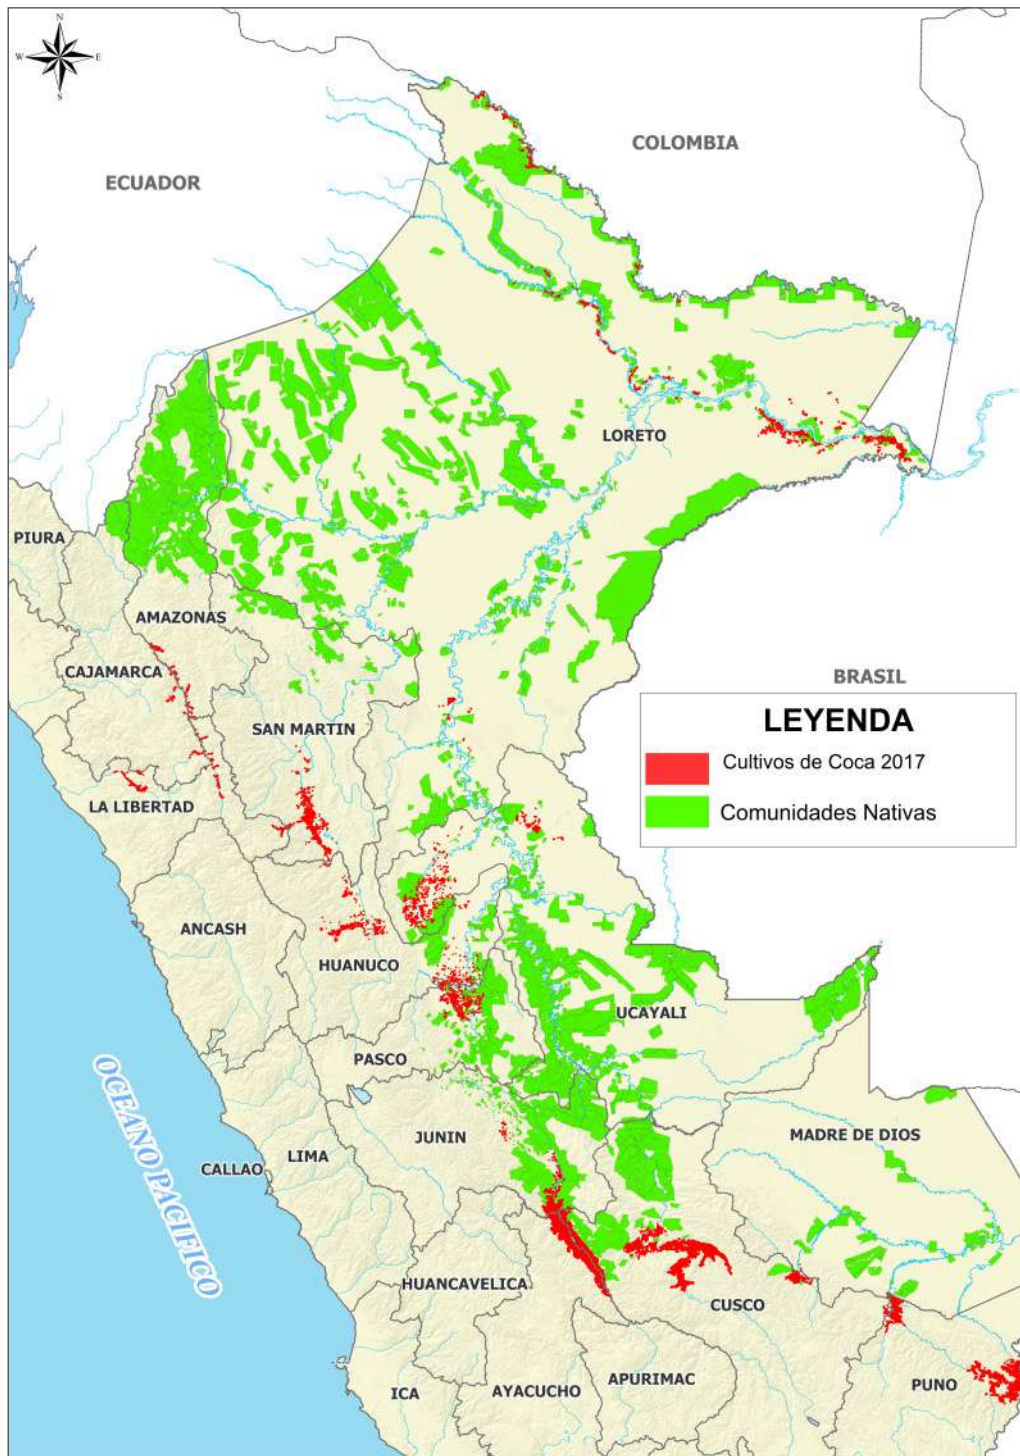 N
W
E
S
COLOMBIA
ECUADOR
LORETO
PIURA
AMAZONAS
CAJAMARCA
BRASIL
LEYENDA
Cultivos de Coca 2017
Comunidades Nativas
SAN MARTIN
LA LIBERTAD
ANCASH
HUANUCO
UCAYALI
PASCO
OCEANO PACIFICO
JUNIN
MADRE DE DIOS
LIMA
CALLAO
HUANCAVELICA
CUSCO
ICA
AYACUCHO
APURIMAC
PUNO